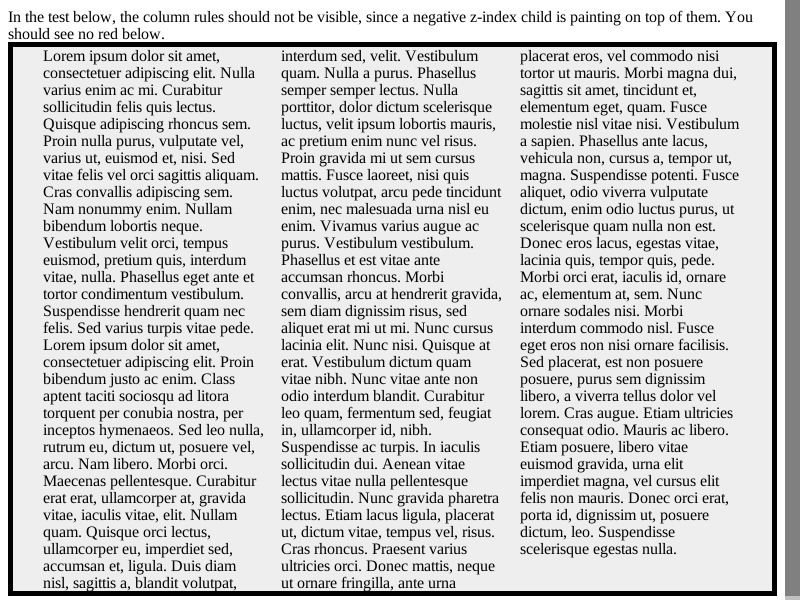 In the test below, the column rules should not be visible, since a negative z-index child is painting on top of them. You
should see no red below.
Lorem ipsum dolor sit amet,
consectetuer adipiscing elit. Nulla
varius enim ac mi. Curabitur
sollicitudin felis quis lectus.
Quisque adipiscing rhoncus sem.
Proin nulla purus, vulputate vel,
varius ut, euismod et, nisi. Sed
vitae felis vel orci sagittis aliquam.
Cras convallis adipiscing sem.
Nam nonummy enim. Nullam
bibendum lobortis neque.
Vestibulum velit orci, tempus
euismod, pretium quis, interdum
vitae, nulla. Phasellus eget ante et
tortor condimentum vestibulum.
Suspendisse hendrerit quam nec
felis. Sed varius turpis vitae pede.
Lorem ipsum dolor sit amet,
consectetuer adipiscing elit. Proin
bibendum justo ac enim. Class
aptent taciti sociosqu ad litora
torquent per conubia nostra, per
inceptos hymenaeos. Sed leo nulla,
rutrum eu, dictum ut, posuere vel,
arcu. Nam libero. Morbi orci.
Maecenas pellentesque. Curabitur
erat erat, ullamcorper at, gravida
vitae, iaculis vitae, elit. Nullam
quam. Quisque orci lectus,
ullamcorper eu, imperdiet sed,
accumsan et, ligula. Duis diam
nisl, sagittis a, blandit volutpat,
interdum sed, velit. Vestibulum
quam. Nulla a purus. Phasellus
semper semper lectus. Nulla
porttitor, dolor dictum scelerisque
luctus, velit ipsum lobortis mauris,
ac pretium enim nunc vel risus.
Proin gravida mi ut sem cursus
mattis. Fusce laoreet, nisi quis
luctus volutpat, arcu pede tincidunt
enim, nec malesuada urna nisl eu
enim. Vivamus varius augue ac
purus. Vestibulum vestibulum.
Phasellus et est vitae ante
accumsan rhoncus. Morbi
convallis, arcu at hendrerit gravida,
sem diam dignissim risus, sed
aliquet erat mi ut mi. Nunc cursus
lacinia elit. Nunc nisi. Quisque at
erat. Vestibulum dictum quam
vitae nibh. Nunc vitae ante non
odio interdum blandit. Curabitur
leo quam, fermentum sed, feugiat
in, ullamcorper id, nibh.
Suspendisse ac turpis. In iaculis
sollicitudin dui. Aenean vitae
lectus vitae nulla pellentesque
sollicitudin. Nunc gravida pharetra
lectus. Etiam lacus ligula, placerat
ut, dictum vitae, tempus vel, risus.
Cras rhoncus. Praesent varius
ultricies orci. Donec mattis, neque
ut ornare fringilla, ante urna
placerat eros, vel commodo nisi
tortor ut mauris. Morbi magna dui,
sagittis sit amet, tincidunt et,
elementum eget, quam. Fusce
molestie nisl vitae nisi. Vestibulum
a sapien. Phasellus ante lacus,
vehicula non, cursus a, tempor ut,
magna. Suspendisse potenti. Fusce
aliquet, odio viverra vulputate
dictum, enim odio luctus purus, ut
scelerisque quam nulla non est.
Donec eros lacus, egestas vitae,
lacinia quis, tempor quis, pede.
Morbi orci erat, iaculis id, ornare
ac, elementum at, sem. Nunc
ornare sodales nisi. Morbi
interdum commodo nisl. Fusce
eget eros non nisi ornare facilisis.
Sed placerat, est non posuere
posuere, purus sem dignissim
libero, a viverra tellus dolor vel
lorem. Cras augue. Etiam ultricies
consequat odio. Mauris ac libero.
Etiam posuere, libero vitae
euismod gravida, urna elit
imperdiet magna, vel cursus elit
felis non mauris. Donec orci erat,
porta id, dignissim ut, posuere
dictum, leo. Suspendisse
scelerisque egestas nulla.